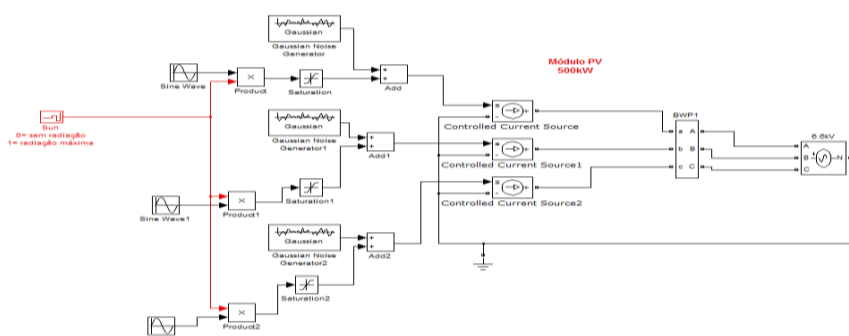 Gaussian
Gaussian Noise
Generator
Sine Wave
Product
Saturation
Add
Módulo PV
500kW
Sun
0= sem radiação
1= radiação máxima
Controlled Current Source
BWP1
a A
b B
c C
6.6kV
A
B
C
N
Gaussian
Gaussian Noise
Generator1
Add1
Controlled Current Source1
Sine Wave1
Product1
Saturation1
Controlled Current Source2
Gaussian
Gaussian Noise
Generator2
Add2
Saturation2
Product2